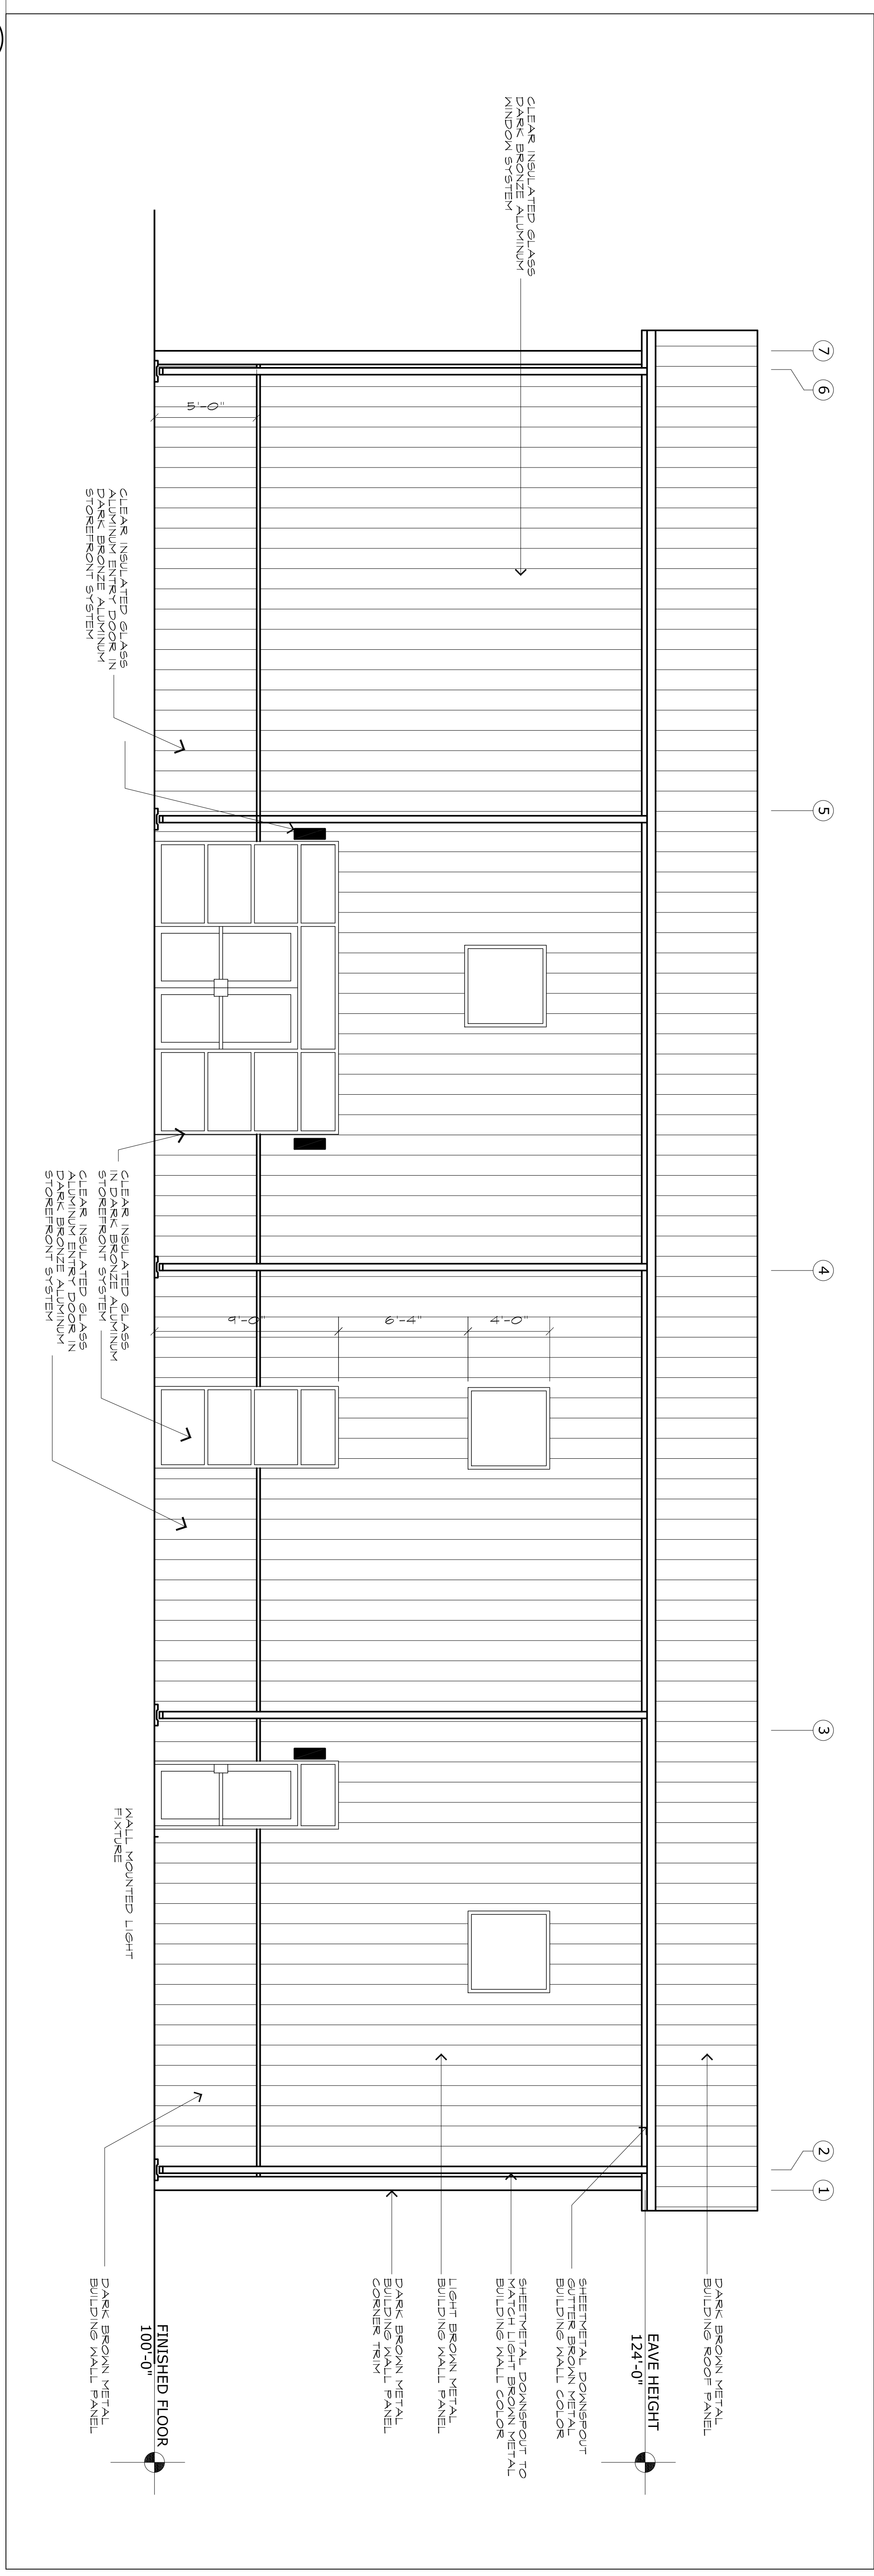 7
6
5
4
3
2
1
CLEAR INSULATED GLASS
DARK BRONZE ALUMINUM
WINDOW SYSTEM
DARK BROWN METAL
BUILDING ROOF PANEL
EAVE HEIGHT
124'-0"
SHEETMETAL DOWNSPOUT
GUTTER BROWN METAL
BUILDING WALL COLOR
SHEETMETAL DOWNSPOUT TO
MATCH LIGHT BROWN METAL
BUILDING WALL COLOR
LIGHT BROWN METAL
BUILDING WALL PANEL
DARK BROWN METAL
BUILDING WALL PANEL
CORNER TRIM
FINISHED FLOOR
100'-0"
DARK BROWN METAL
BUILDING WALL PANEL
5'-0"
4'-0"
6'-4"
9'-0"
CLEAR INSULATED GLASS
ALUMINUM ENTRY DOOR IN
DARK BRONZE ALUMINUM
STOREFRONT SYSTEM
CLEAR INSULATED GLASS
IN DARK BRONZE ALUMINUM
STOREFRONT SYSTEM
CLEAR INSULATED GLASS
ALUMINUM ENTRY DOOR IN
DARK BRONZE ALUMINUM
STOREFRONT SYSTEM
WALL MOUNTED LIGHT
FIXTURE